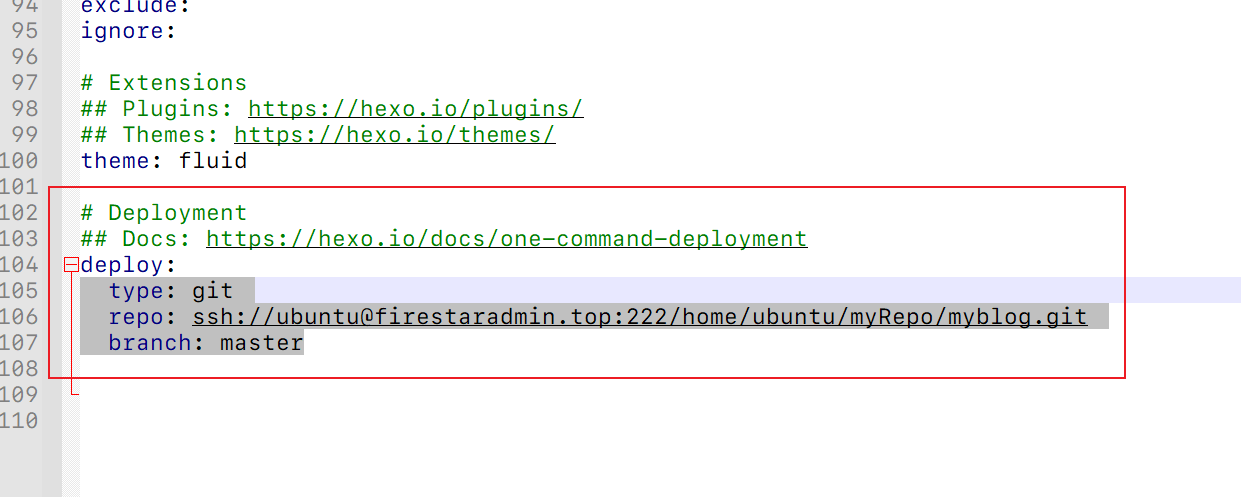 94 exclude:
95 ignore:
96
97 # Extensions
98 ## Plugins: https://hexo.io/plugins/
99 ## Themes: https://hexo.io/themes/
100 theme: fluid
101
102 # Deployment
103 ## Docs: https://hexo.io/docs/one-command-deployment
104 deploy:
105   type: git
106   repo: ssh://ubuntu@firestaradmin.top:222/home/ubuntu/myRepo/myblog.git
107   branch: master
108
109
110